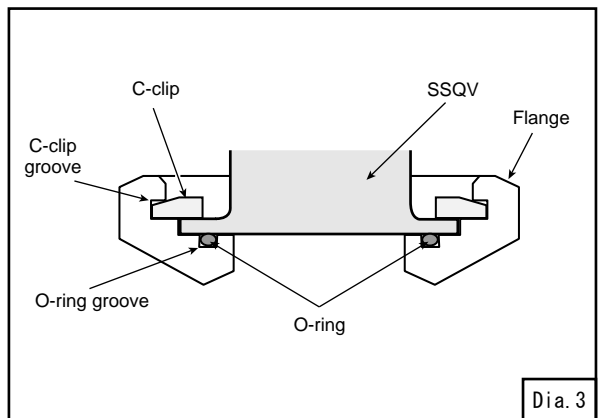 C-clip
SSQV
Flange
C-clip
groove
O-ring groove
O-ring
Dia. 3